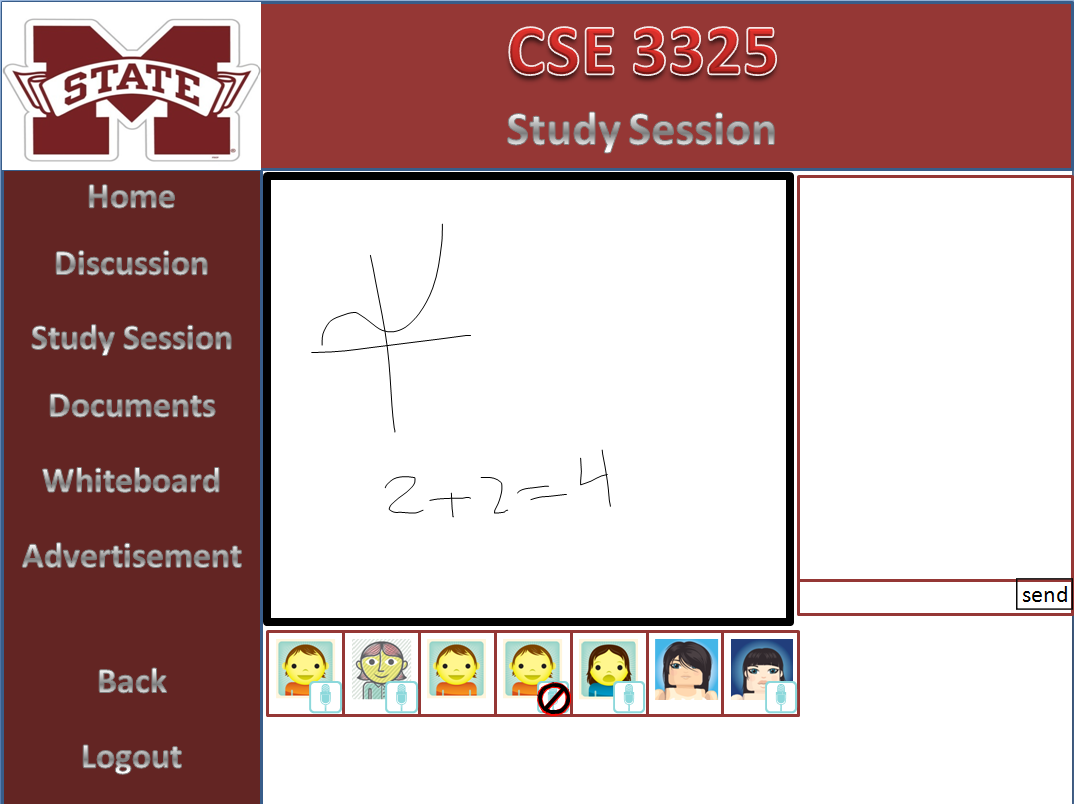 STATE
CSE 3325
Study Session
Home
Discussion
Study Session
Documents
Whiteboard
Advertisement
Back
Logout
2+2=4
send